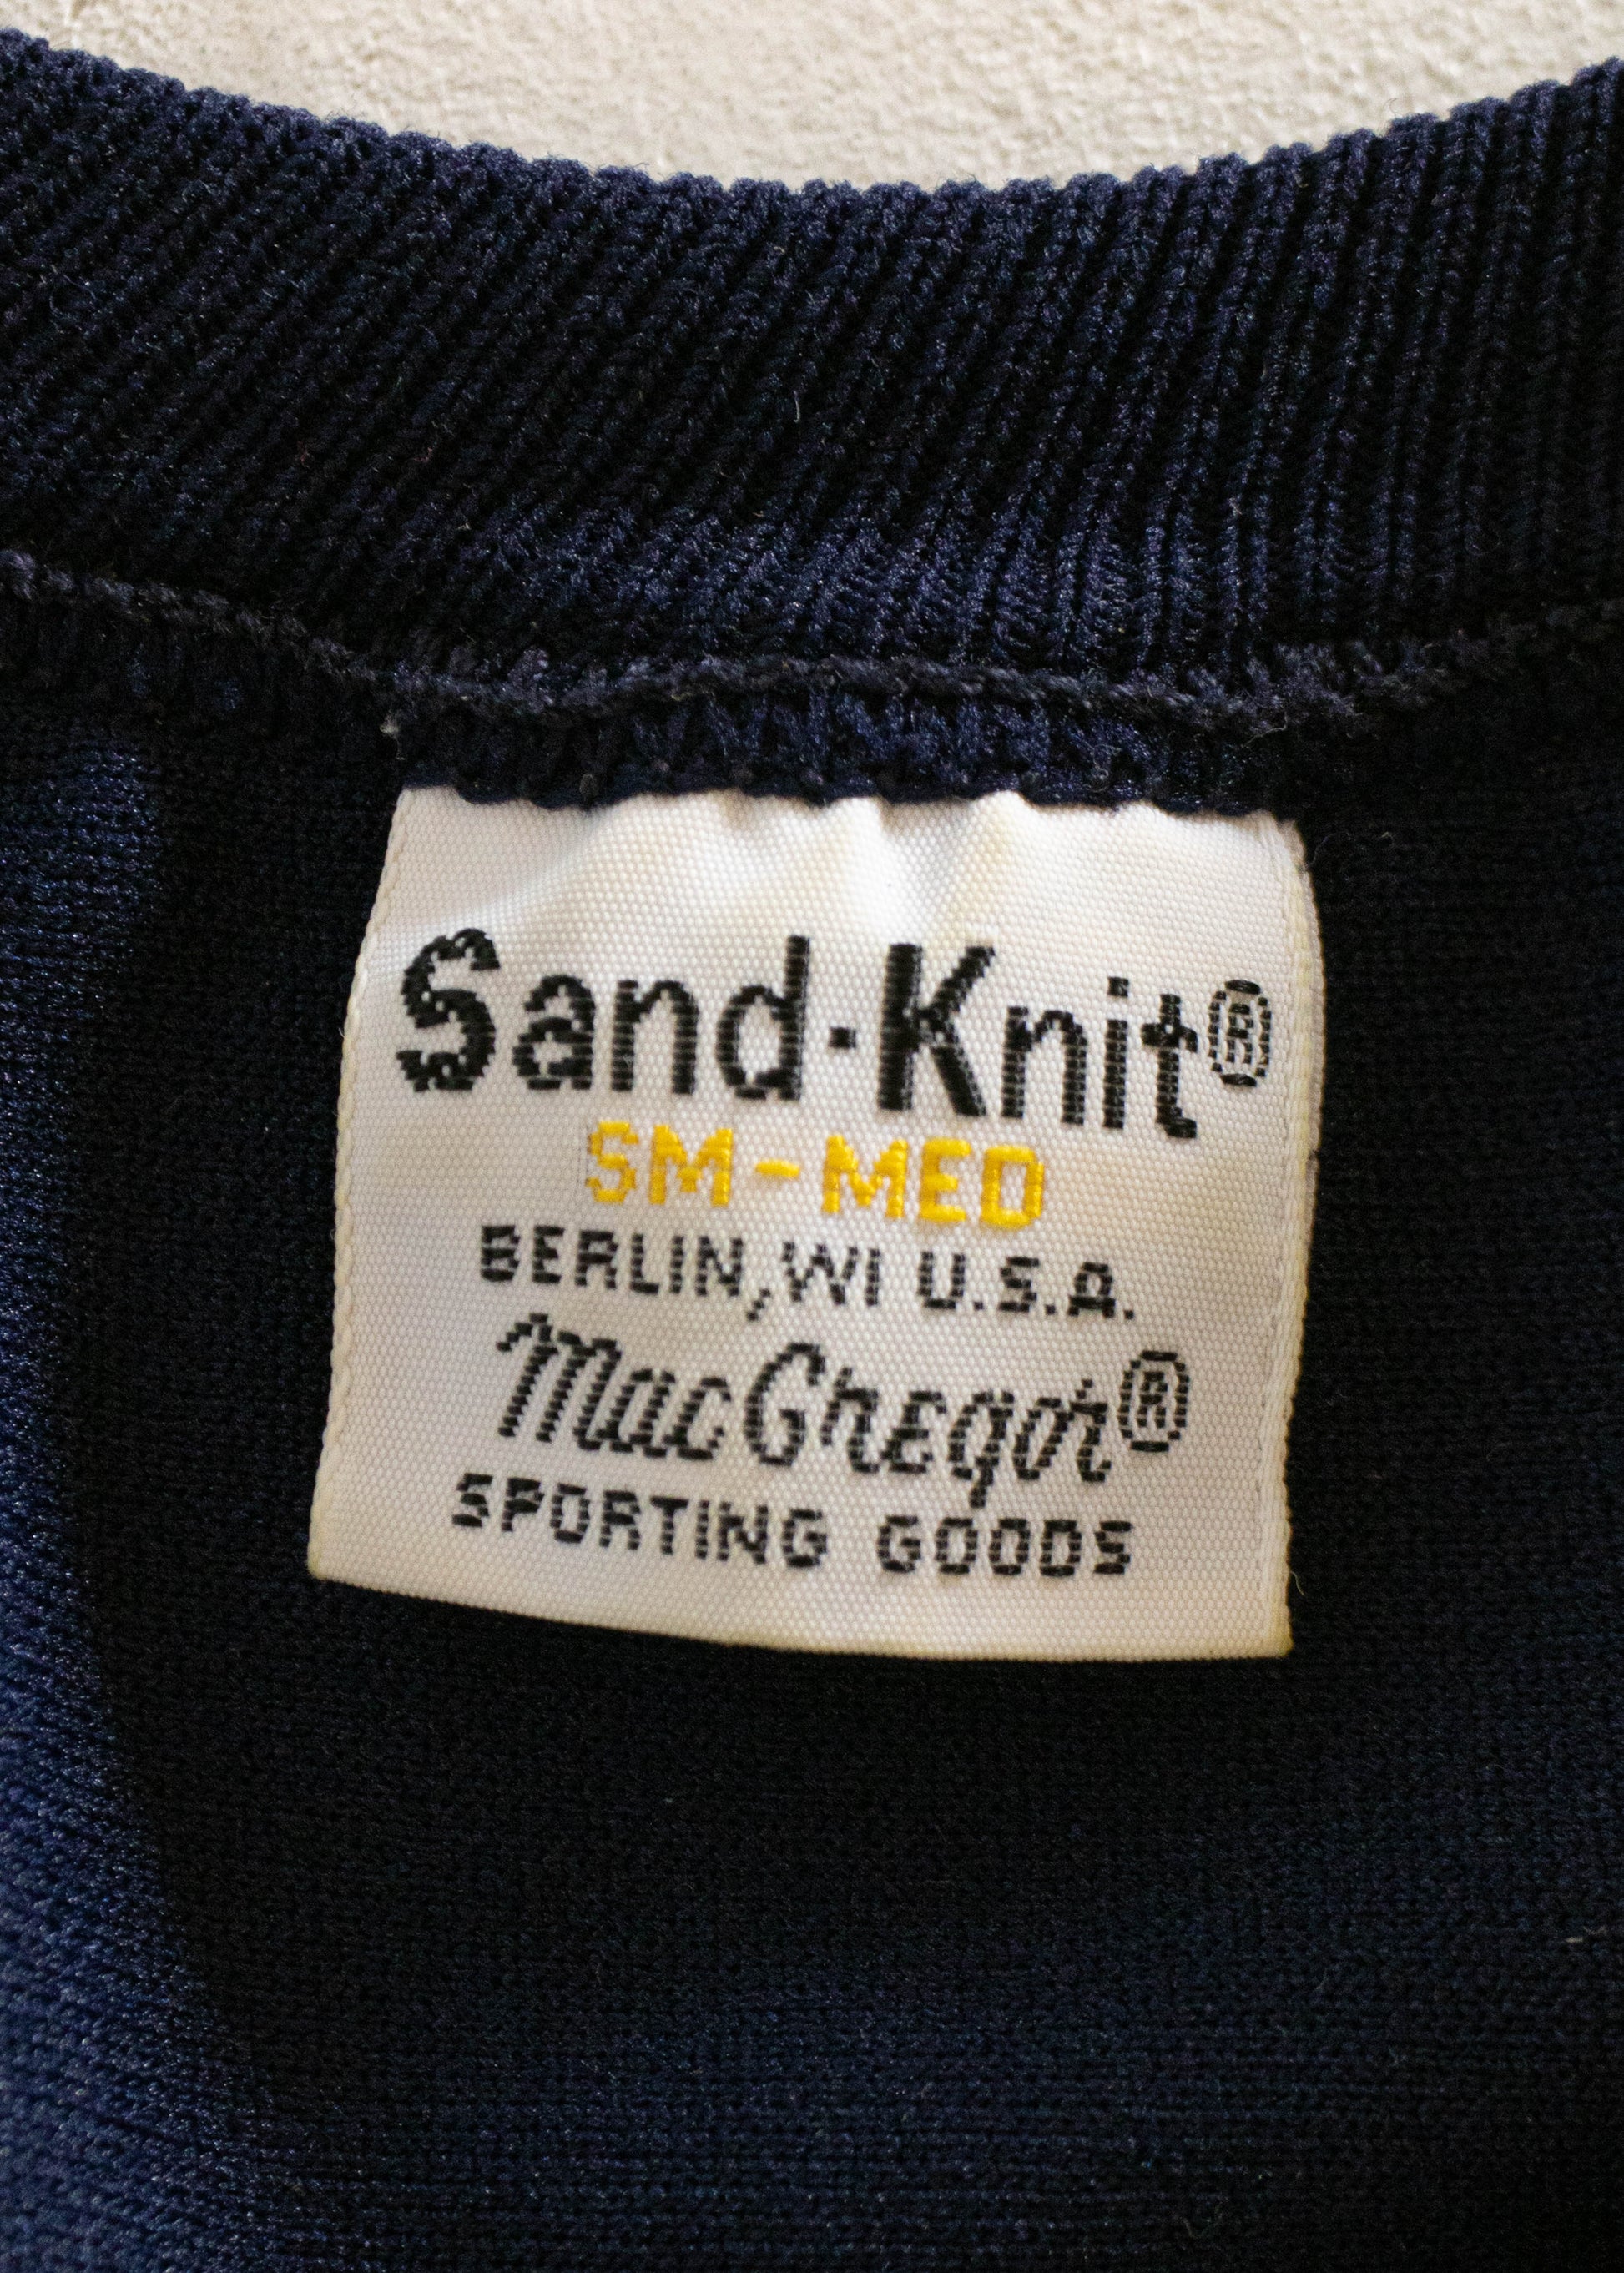 Sand·Knit®
SM-MED
BERLIN, WI U.S.A.
MacGregor®
SPORTING GOODS